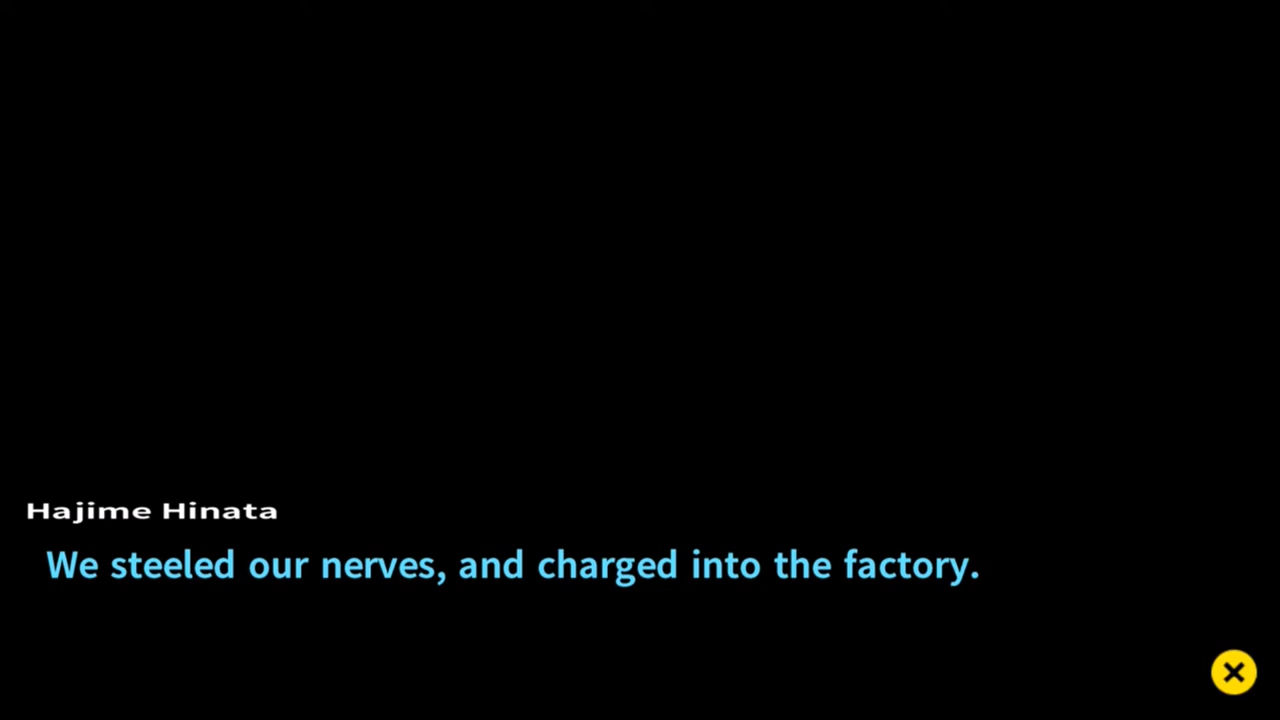 Hajime Hinata
We steeled our nerves, and charged into the factory.